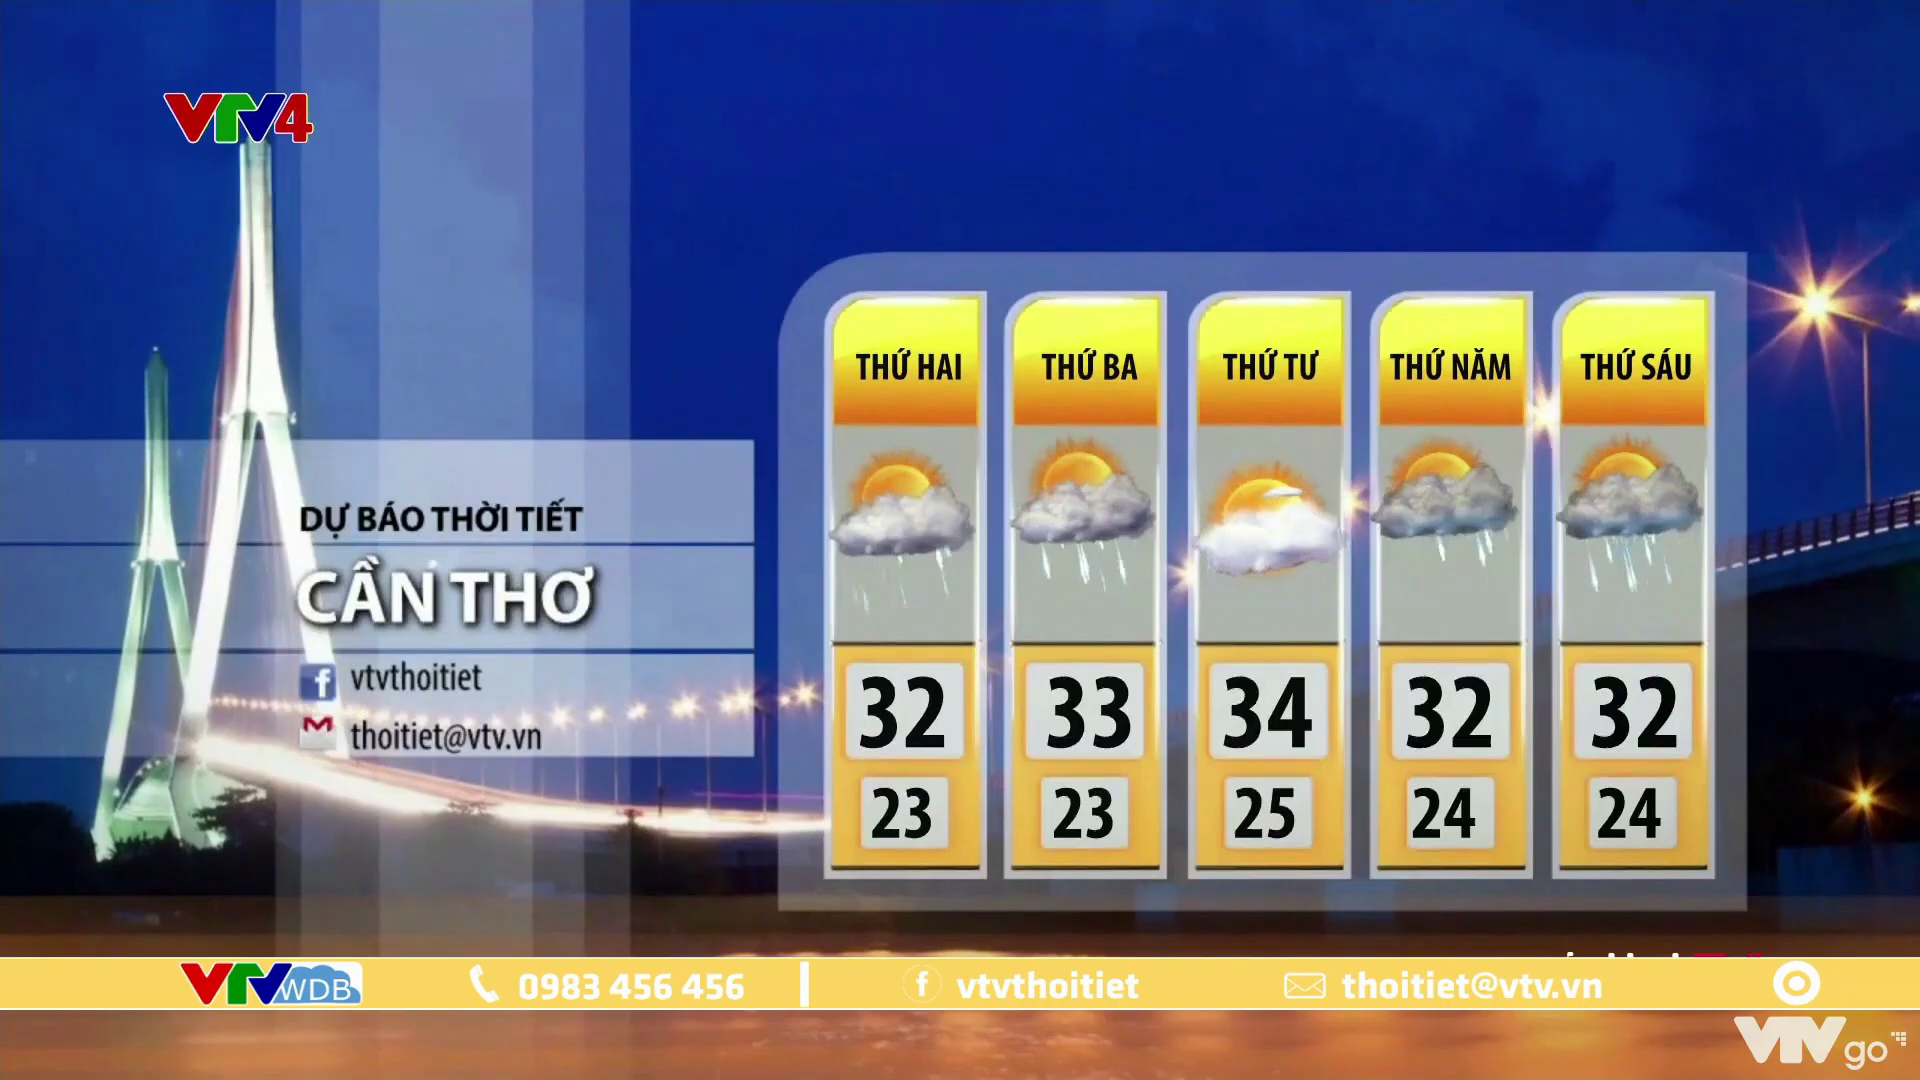 VTV4
DỰ BÁO THỜI TIẾT
CẦN THƠ
vtvthoitiet
thoitiet@vtv.vn
THỨ HAI THỨ BA THỨ TƯ THỨ NĂM THỨ SÁU
32 33 34 32 32
23 23 25 24 24
VTV WDB 0983 456 456 vtvthoitiet thoitiet@vtv.vn
VTV go